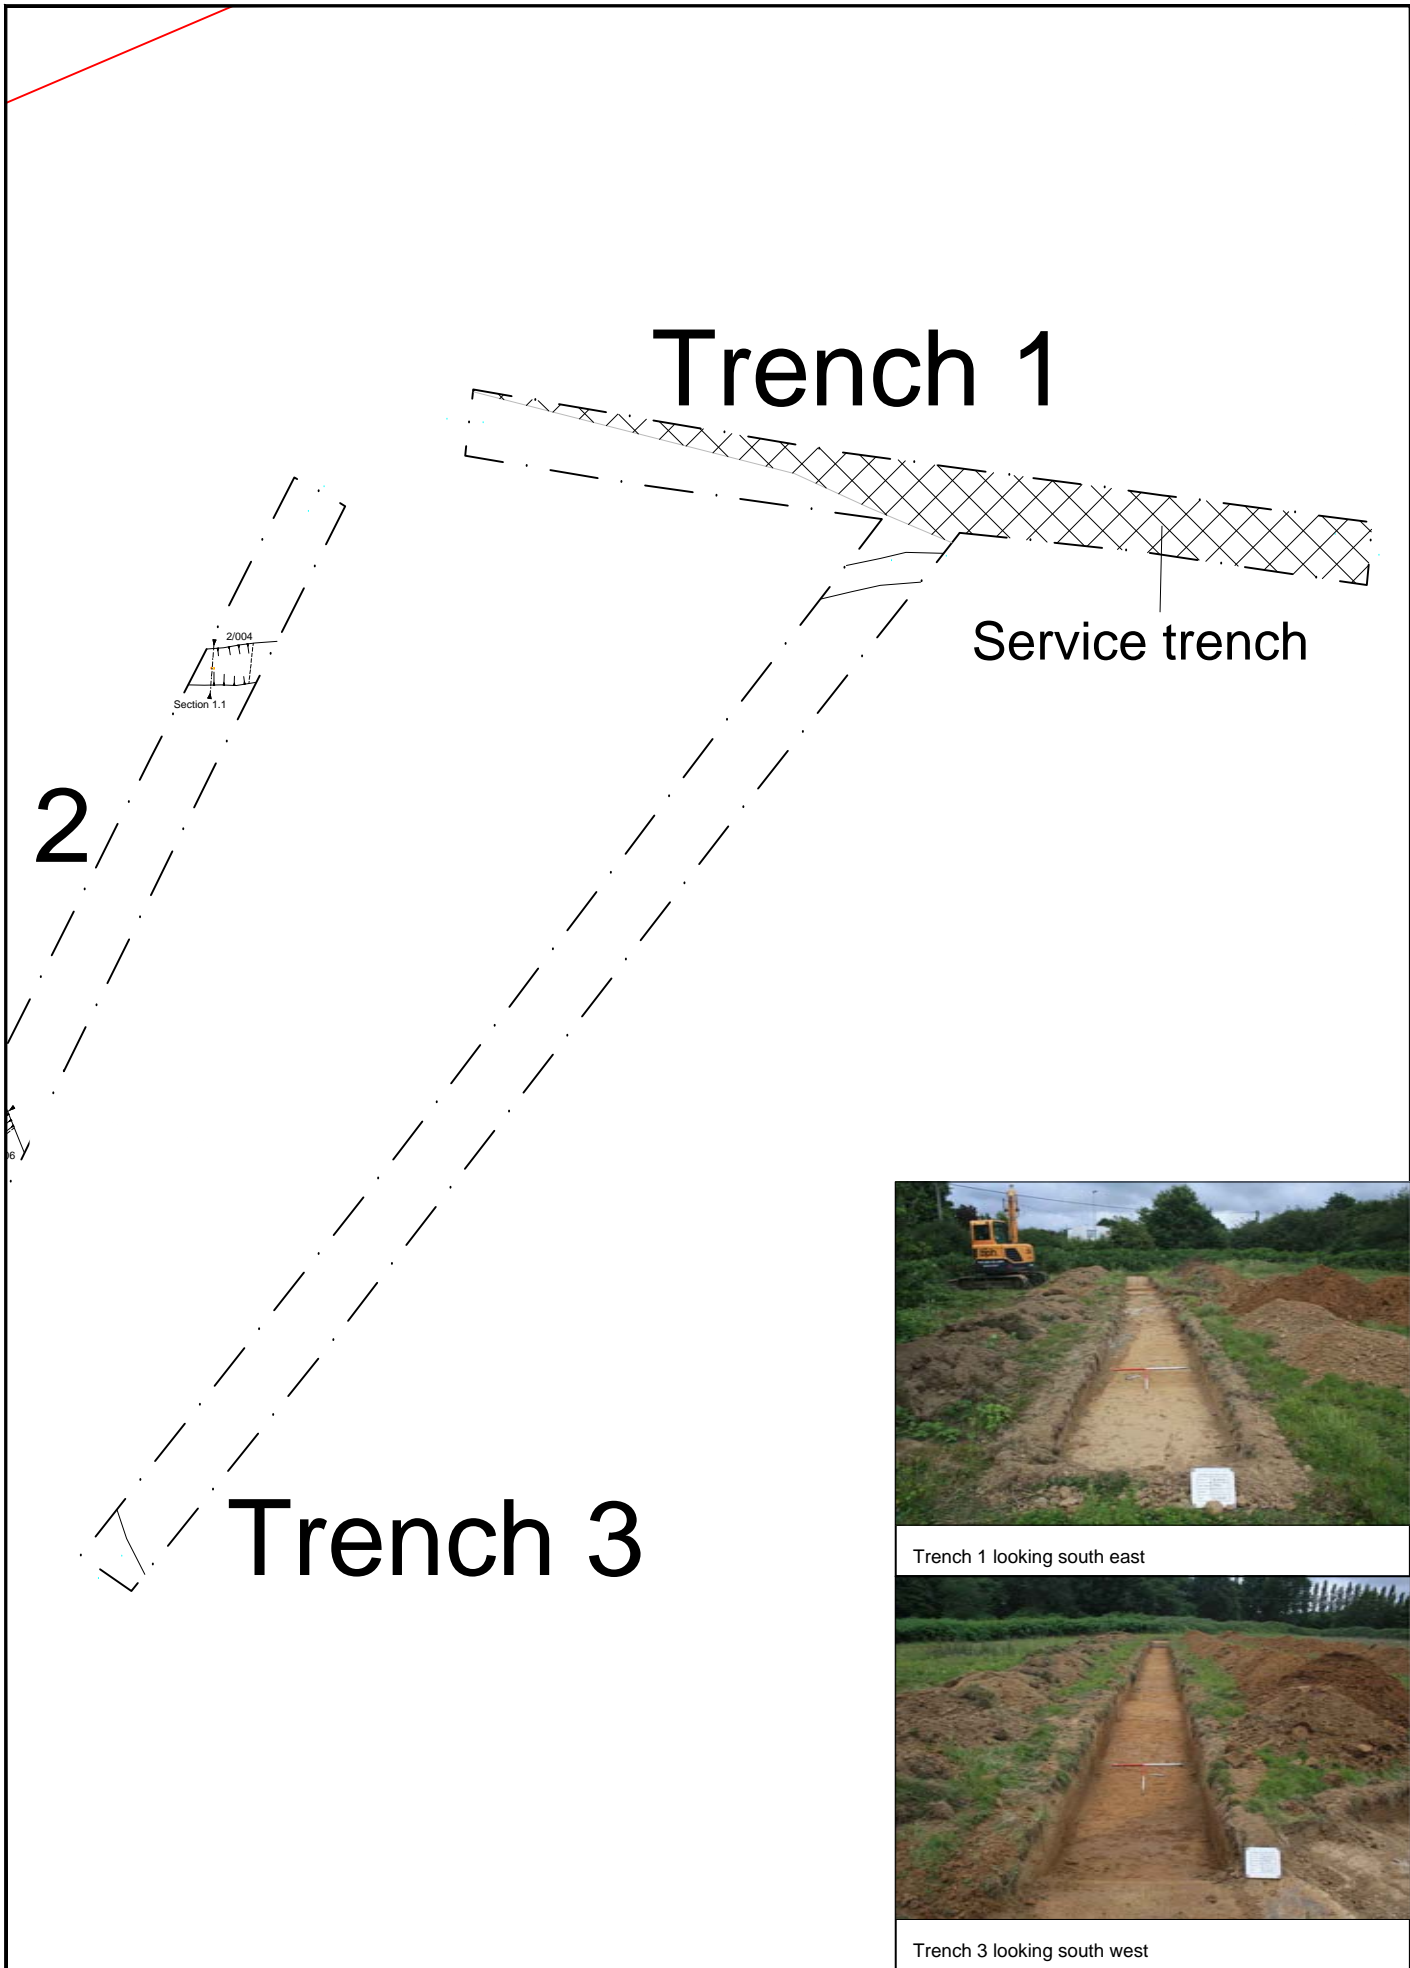 Trench 1
Service trench
2/004
Section 1.1
2
06
Trench 3
Trench 1 looking south east
Trench 3 looking south west